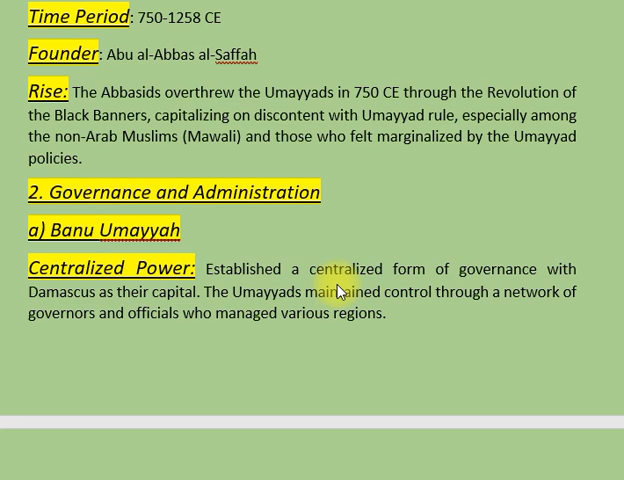 Time Period: 750-1258 CE
Founder: Abu al-Abbas al-Saffah
Rise: The Abbasids overthrew the Umayyads in 750 CE through the Revolution of
the Black Banners, capitalizing on discontent with Umayyad rule, especially among
the non-Arab Muslims (Mawali) and those who felt marginalized by the Umayyad
policies.
2. Governance and Administration
a) Banu Umayyah
Centralized Power: Established a centralized form of governance with
Damascus as their capital. The Umayyads maintained control through a network of
governors and officials who managed various regions.